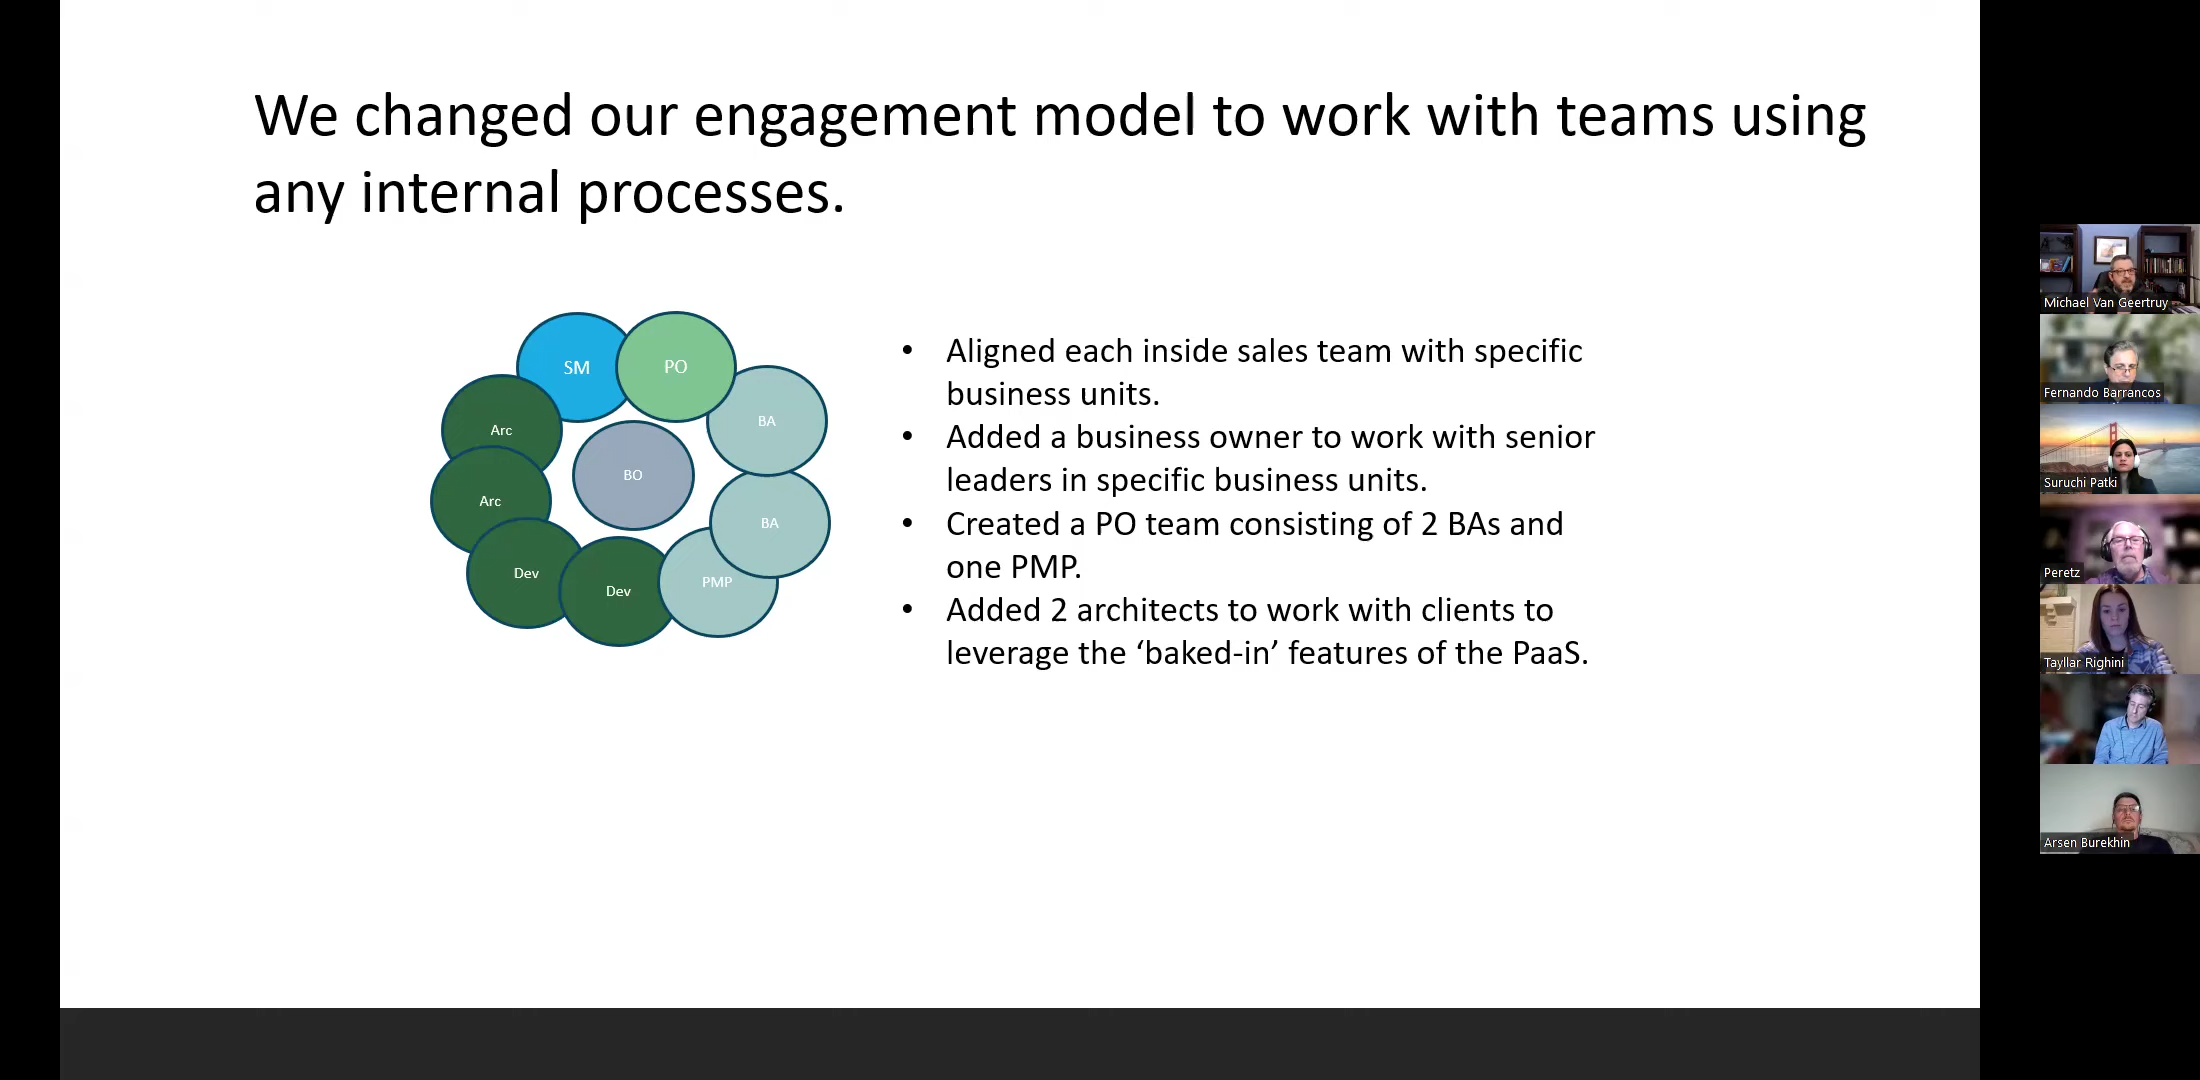 We changed our engagement model to work with teams using
any internal processes.
SM
PO
Arc
BA
BO
Arc
BA
Dev
Dev
PMP
• Aligned each inside sales team with specific
business units.
• Added a business owner to work with senior
leaders in specific business units.
• Created a PO team consisting of 2 BAs and
one PMP.
• Added 2 architects to work with clients to
leverage the ‘baked-in’ features of the PaaS.
Michael Van Geertruy
Fernando Barrancos
Suruchi Patki
Peretz
Tayllar Righini
Arsen Burekhin